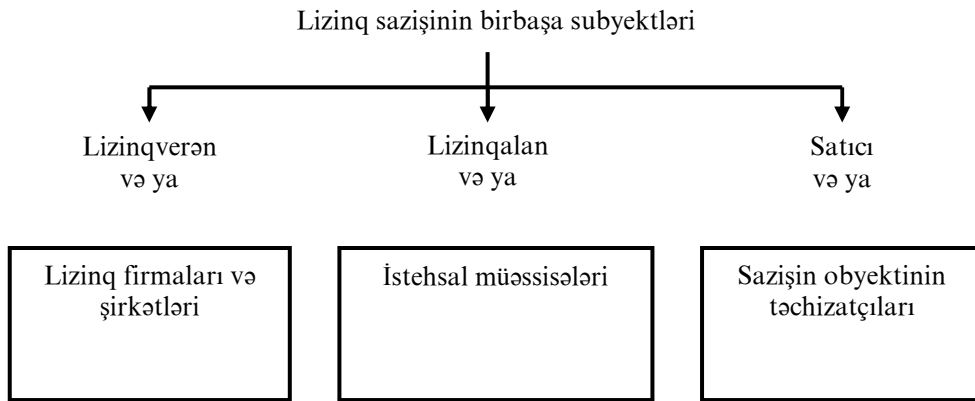 Lizinq sazişinin birbaşa subyektləri
Lizinqverən
və ya
Lizinqalan
və ya
Satıcı
və ya
Lizinq firmaları və
şirkətləri
İstehsal müəssisələri
Sazişin obyektinin
təchizatçıları